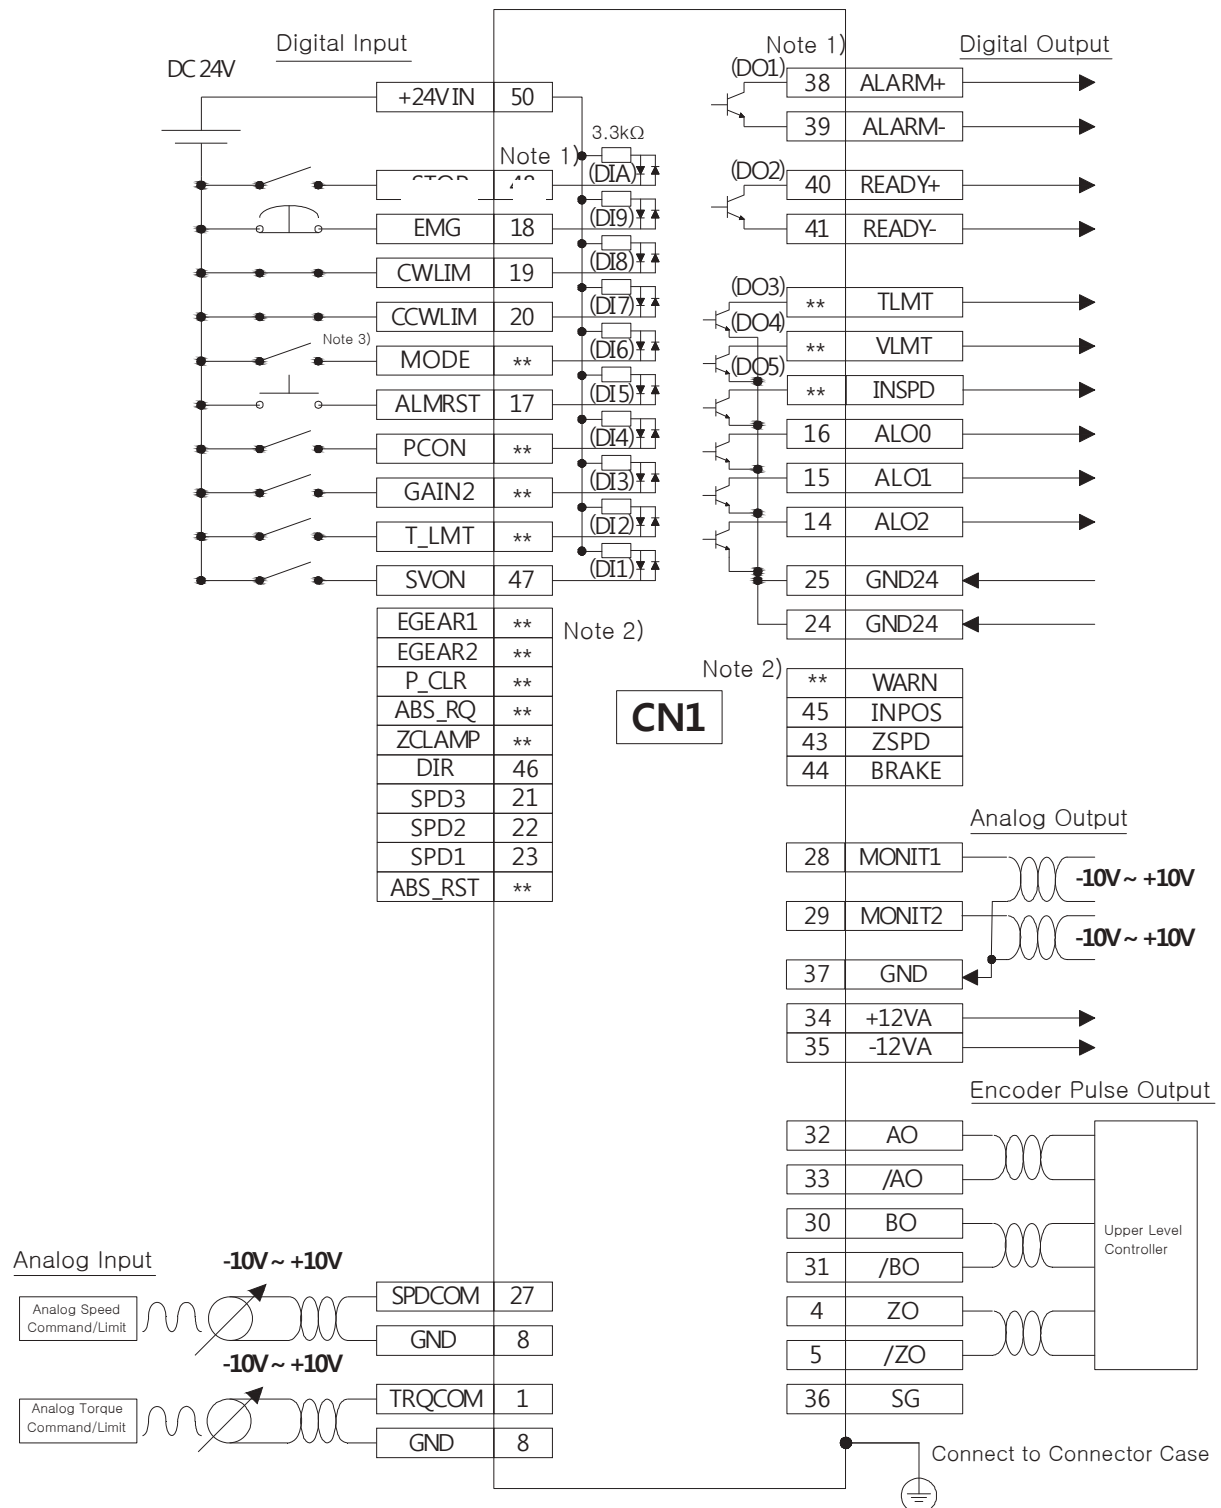 Digital Input
DC 24V
+24V IN 50
3.3kΩ
Note 1)
(DIA)
EMG 18 (DI9)
CWLIM 19 (DI8)
CCWLIM 20 (DI7)
Note 3)
MODE ** (DI6)
ALMRST 17 (DI5)
PCON ** (DI4)
GAIN2 ** (DI3)
T_LMT ** (DI2)
SVON 47 (DI1)
EGEAR1 **
Note 2)
EGEAR2 **
P_CLR **
ABS_RQ **
ZCLAMP **
DIR 46
SPD3 21
SPD2 22
SPD1 23
ABS_RST **
CN1
Note 1)
Digital Output
(DO1) 38 ALARM+
39 ALARM-
(DO2) 40 READY+
41 READY-
(DO3) ** TLMT
(DO4)
** VLMT
(DO5)
** INSPD
16 ALO0
15 ALO1
14 ALO2
25 GND24
24 GND24
Note 2)
** WARN
45 INPOS
43 ZSPD
44 BRAKE
Analog Output
28 MONIT1
-10V ~ +10V
29 MONIT2
-10V ~ +10V
37 GND
34 +12VA
35 -12VA
Encoder Pulse Output
32 AO
33 /AO
30 BO
31 /BO
4 ZO
5 /ZO
36 SG
Upper Level
Controller
Connect to Connector Case
Analog Input
-10V ~ +10V
Analog Speed
Command/Limit
SPDCOM 27
GND 8
-10V ~ +10V
Analog Torque
Command/Limit
TRQCOM 1
GND 8